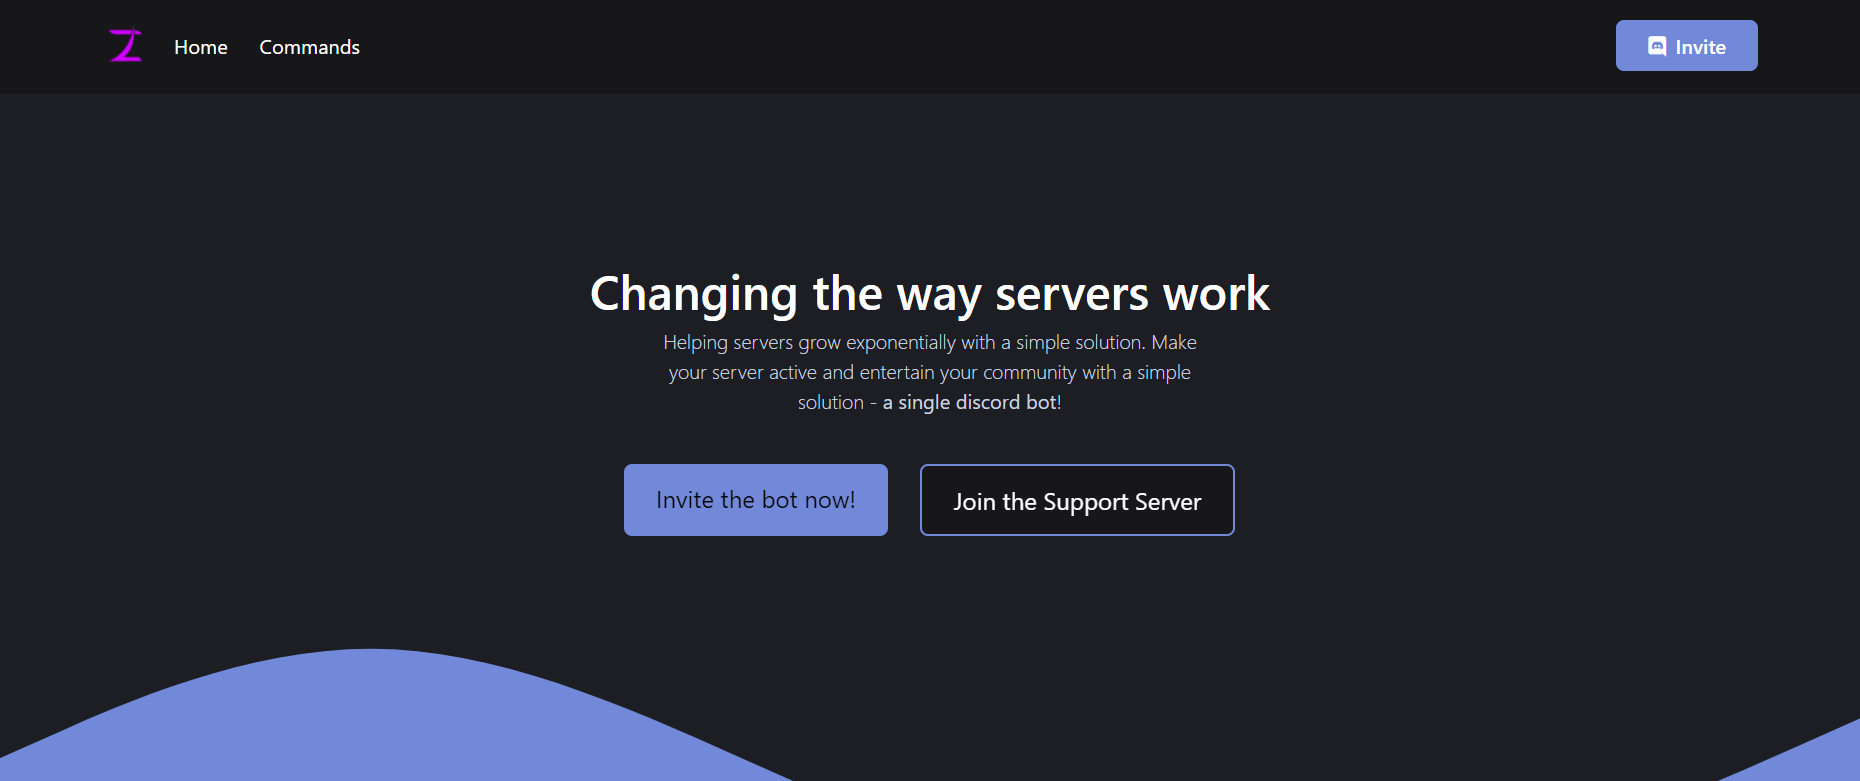 Z
Home
Commands
Invite
Changing the way servers work
Helping servers grow exponentially with a simple solution. Make
your server active and entertain your community with a simple
solution - a single discord bot!
Invite the bot now!
Join the Support Server